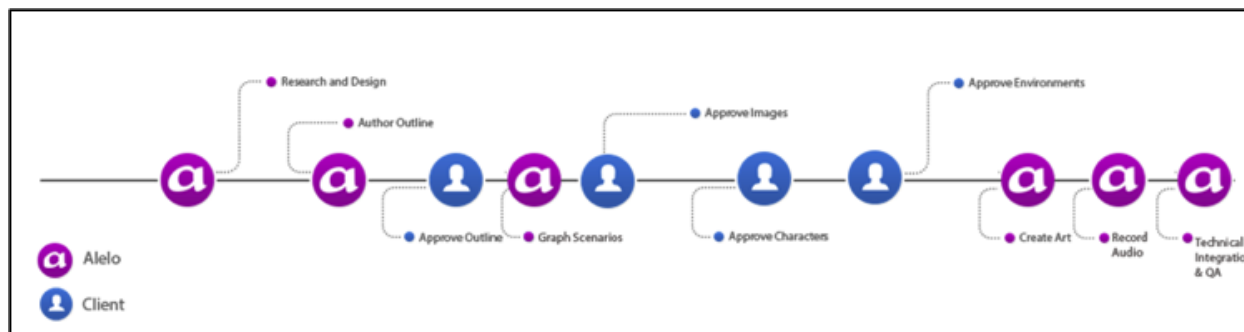 Research and Design
Approve Environments
Author Outline
Approve Images
Approve Outline
Graph Scenarios
Approve Characters
Create Art
Record
Audio
Technical
Integratio
& QA
a Alelo
Client